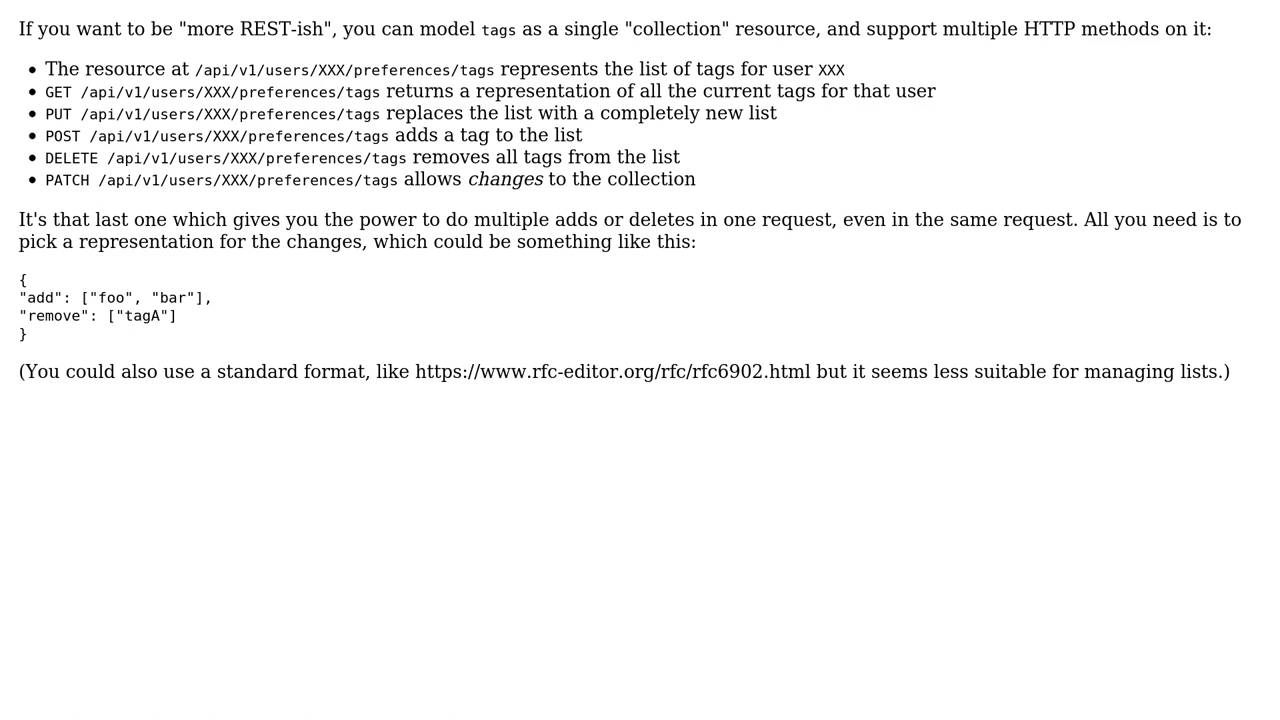 If you want to be "more REST-ish", you can model tags as a single "collection" resource, and support multiple HTTP methods on it:
• The resource at /api/v1/users/XXX/preferences/tags represents the list of tags for user XXX
• GET /api/v1/users/XXX/preferences/tags returns a representation of all the current tags for that user
• PUT /api/v1/users/XXX/preferences/tags replaces the list with a completely new list
• POST /api/v1/users/XXX/preferences/tags adds a tag to the list
• DELETE /api/v1/users/XXX/preferences/tags removes all tags from the list
• PATCH /api/v1/users/XXX/preferences/tags allows changes to the collection
It's that last one which gives you the power to do multiple adds or deletes in one request, even in the same request. All you need is to
pick a representation for the changes, which could be something like this:
{
"add": ["foo", "bar"],
"remove": ["tagA"]
}
(You could also use a standard format, like https://www.rfc-editor.org/rfc/rfc6902.html but it seems less suitable for managing lists.)